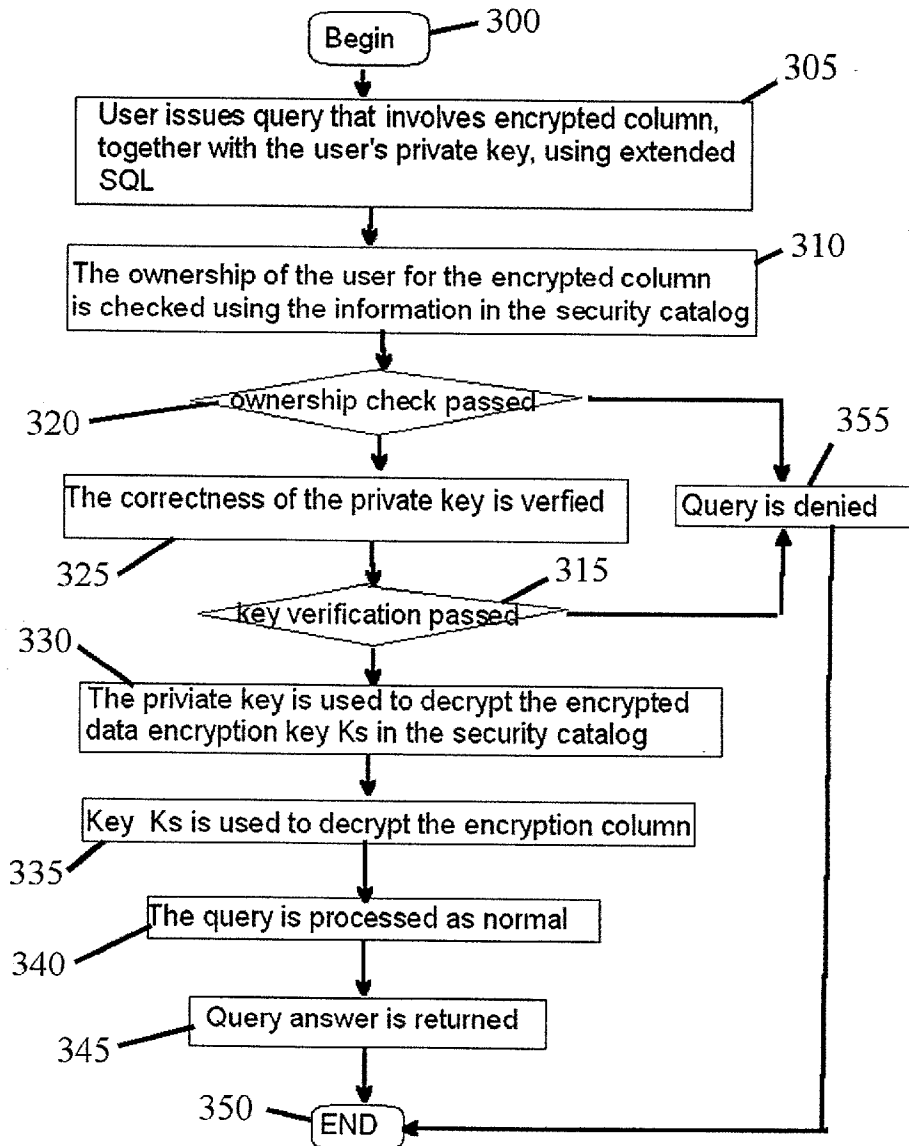 Begin
300
305
User issues query that involves encrypted column,
together with the user's private key, using extended
SQL
310
The ownership of the user for the encrypted column
is checked using the information in the security catalog
320
ownership check passed
355
The correctness of the private key is verfied
Query is denied
325
315
key verification passed
330
The priviate key is used to decrypt the encrypted
data encryption key Ks in the security catalog
Key Ks is used to decrypt the encryption column
335
The query is processed as normal
340
Query answer is returned
345
350
END